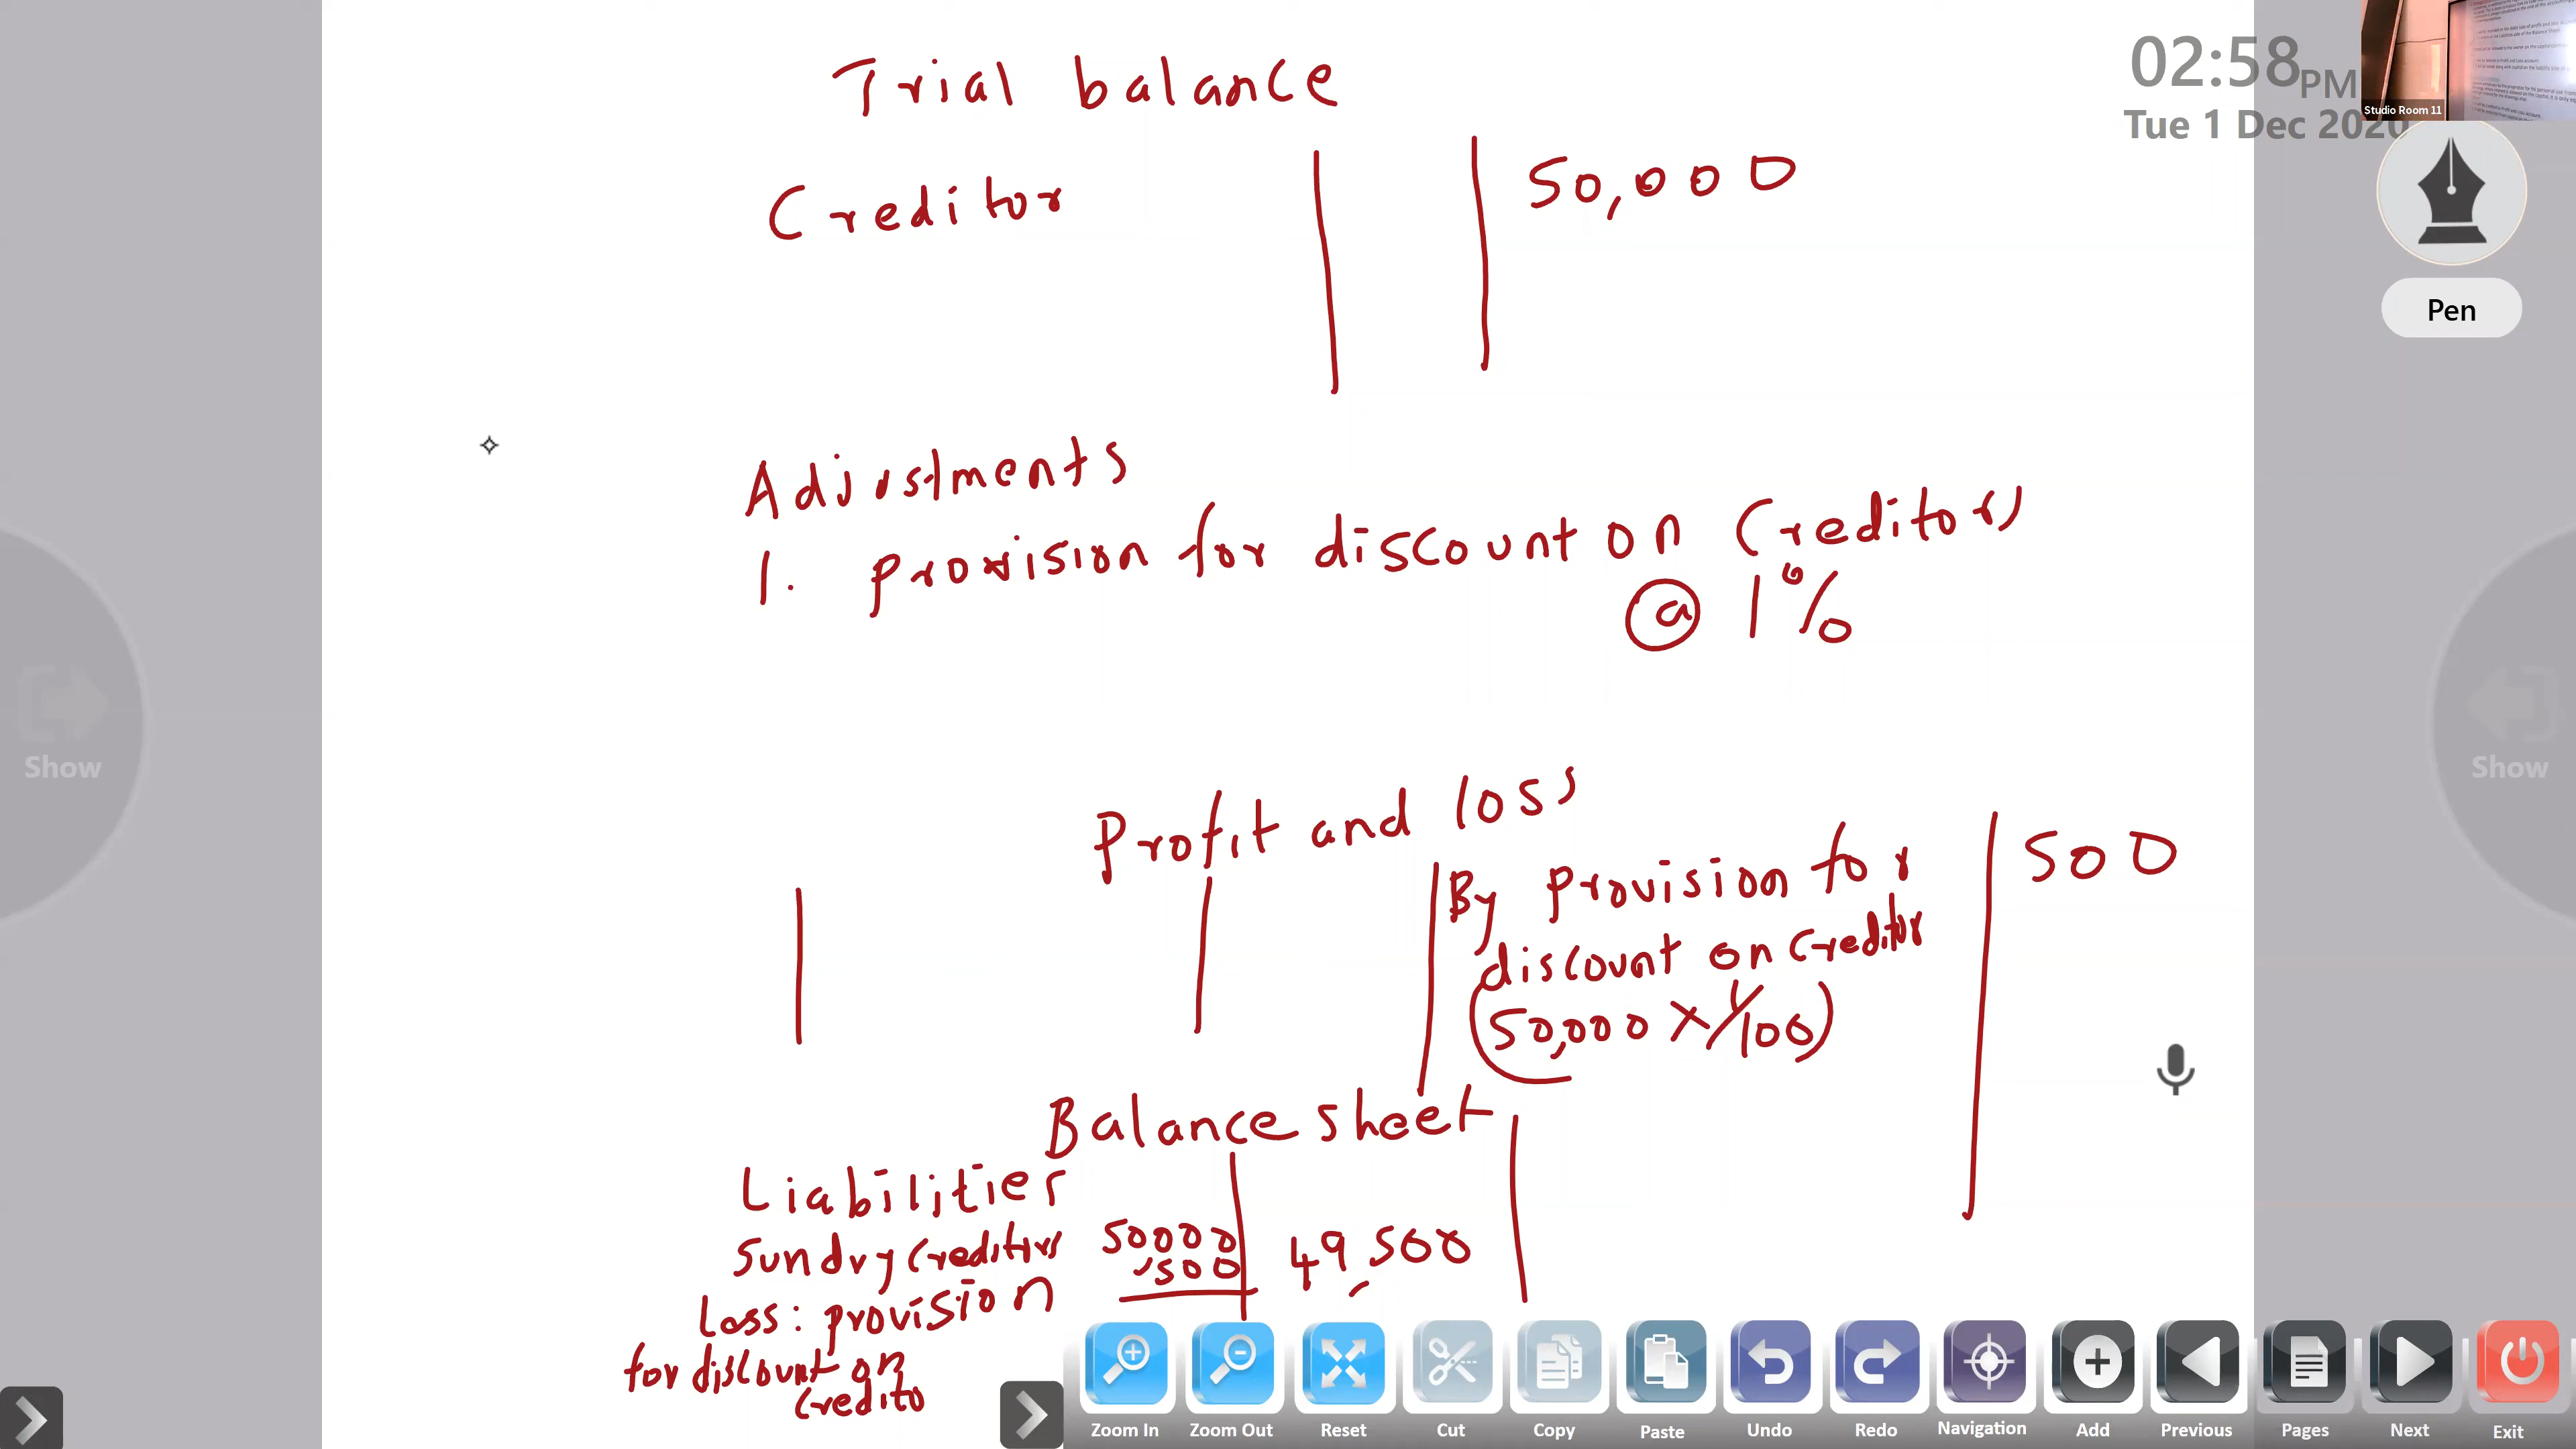 Trial balance
02:58 PM
Tue 1 Dec 2020
Studio Room 11
Creditor 50,000
Pen
Adjustments
1. provision for discount on Creditors
@ 1%
Show
Show
Profit and loss
By provision for 500
discount on creditor
(50,000 X 1/100)
Balance sheet
Liabilities
Sundry Creditors 50000 49,500
Less: provision 500
for discount on
Credito
Zoom In Zoom Out Reset Cut Copy Paste Undo Redo Navigation Add Previous Pages Next Exit